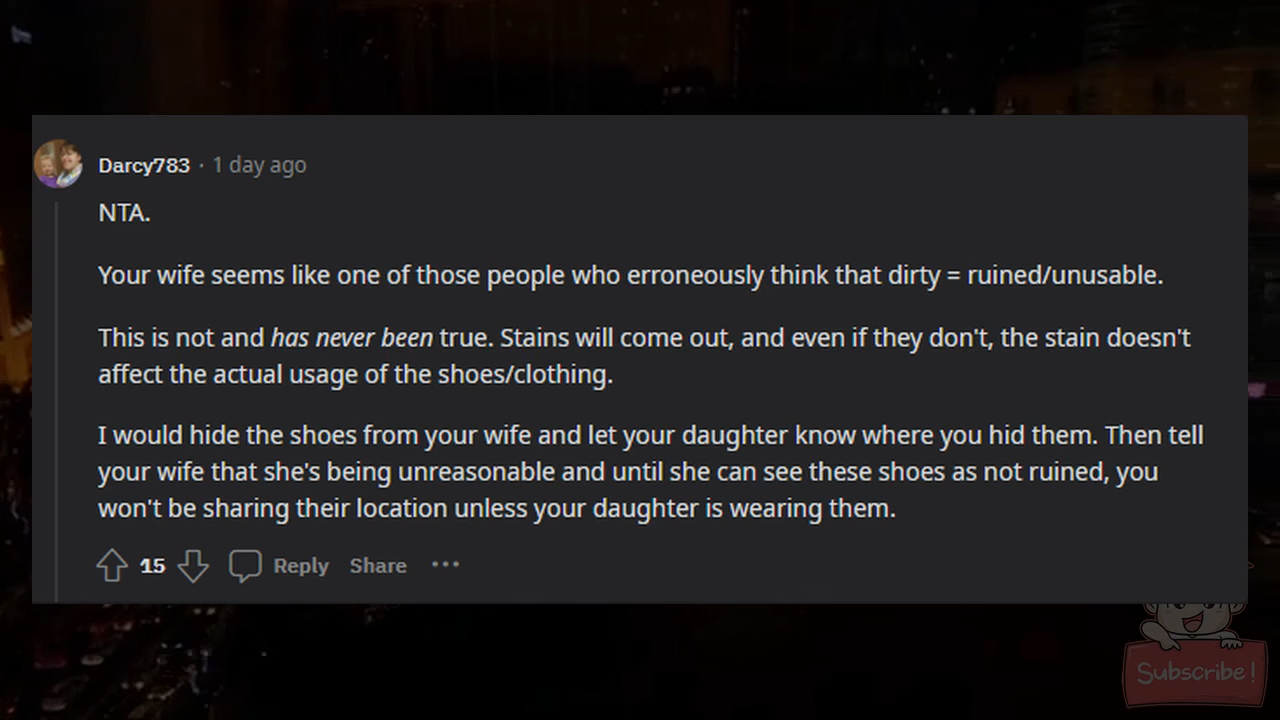 Darcy783 · 1 day ago
NTA.
Your wife seems like one of those people who erroneously think that dirty = ruined/unusable.
This is not and has never been true. Stains will come out, and even if they don't, the stain doesn't
affect the actual usage of the shoes/clothing.
I would hide the shoes from your wife and let your daughter know where you hid them. Then tell
your wife that she's being unreasonable and until she can see these shoes as not ruined, you
won't be sharing their location unless your daughter is wearing them.
15 Reply Share ···
Subscribe!